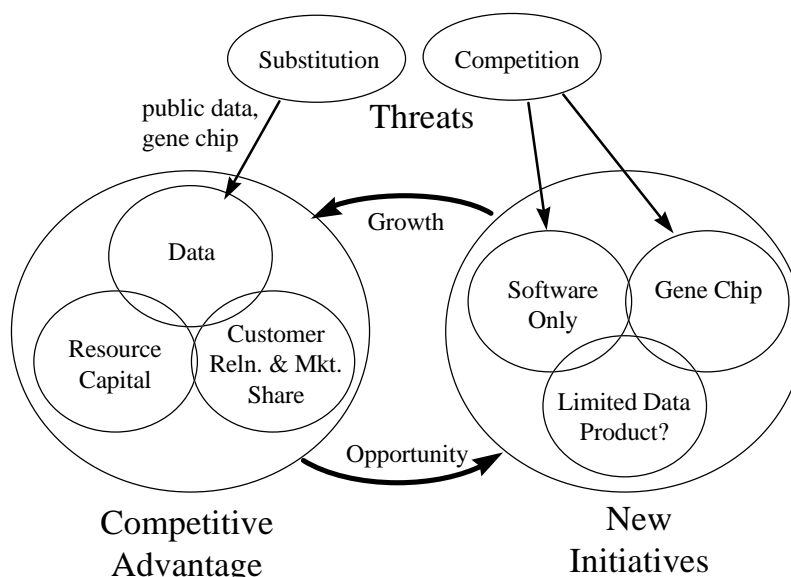 Substitution
Competition
public data,
gene chip
Threats
Growth
Data
Software
Only
Gene Chip
Resource
Capital
Customer
Reln. & Mkt.
Share
Limited Data
Product?
Opportunity
Competitive
Advantage
New
Initiatives